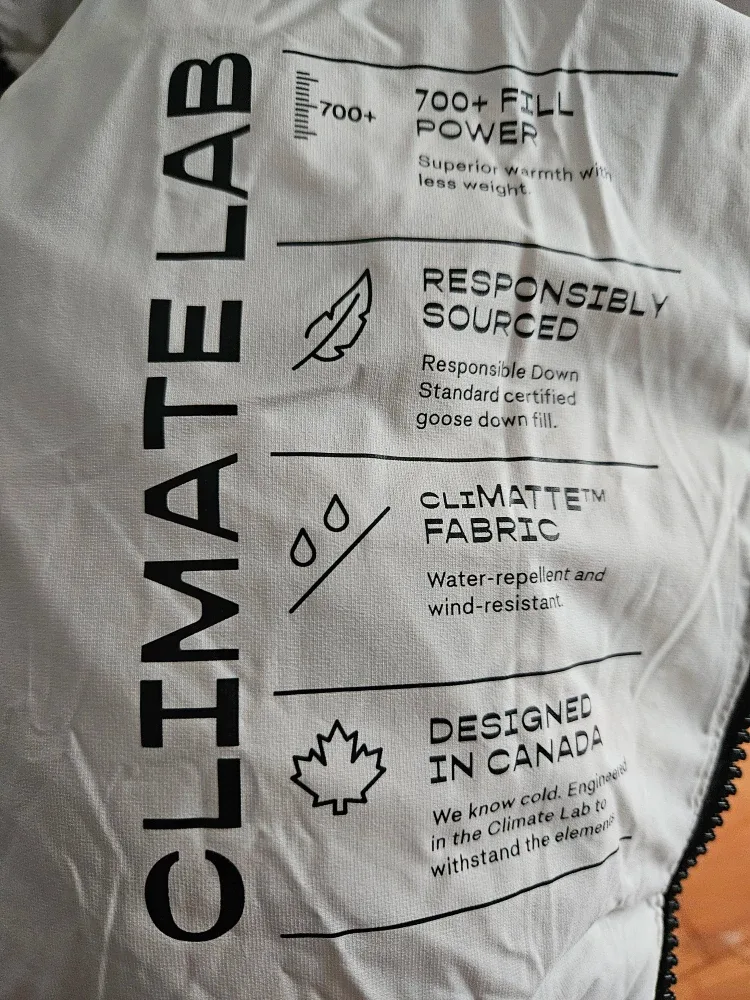 CLIMATE LAB
700+
700+ FILL
POWER
Superior warmth with
less weight.
RESPONSIBLY
SOURCED
Responsible Down
Standard certified
goose down fill.
CLIMATTE™
FABRIC
Water-repellent and
wind-resistant.
DESIGNED
IN CANADA
We know cold. Engineered
in the Climate Lab to
withstand the